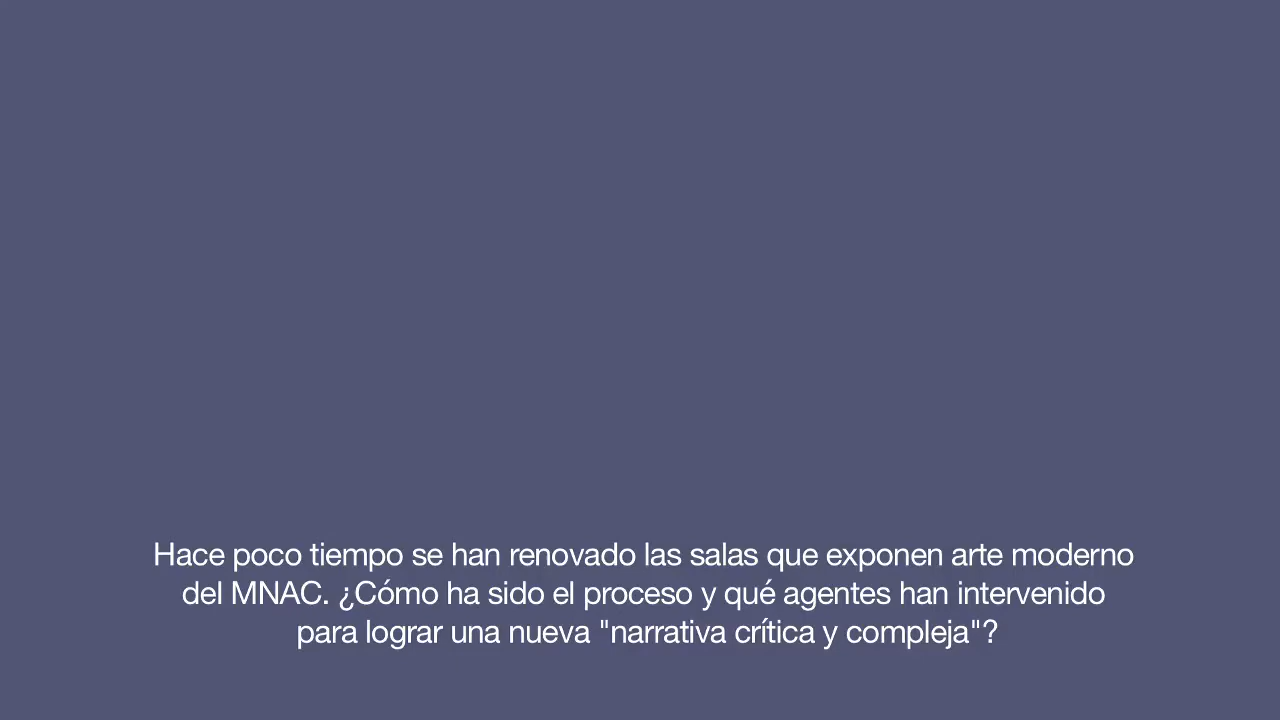 Hace poco tiempo se han renovado las salas que exponen arte moderno
del MNAC. ¿Cómo ha sido el proceso y qué agentes han intervenido
para lograr una nueva "narrativa crítica y compleja"?